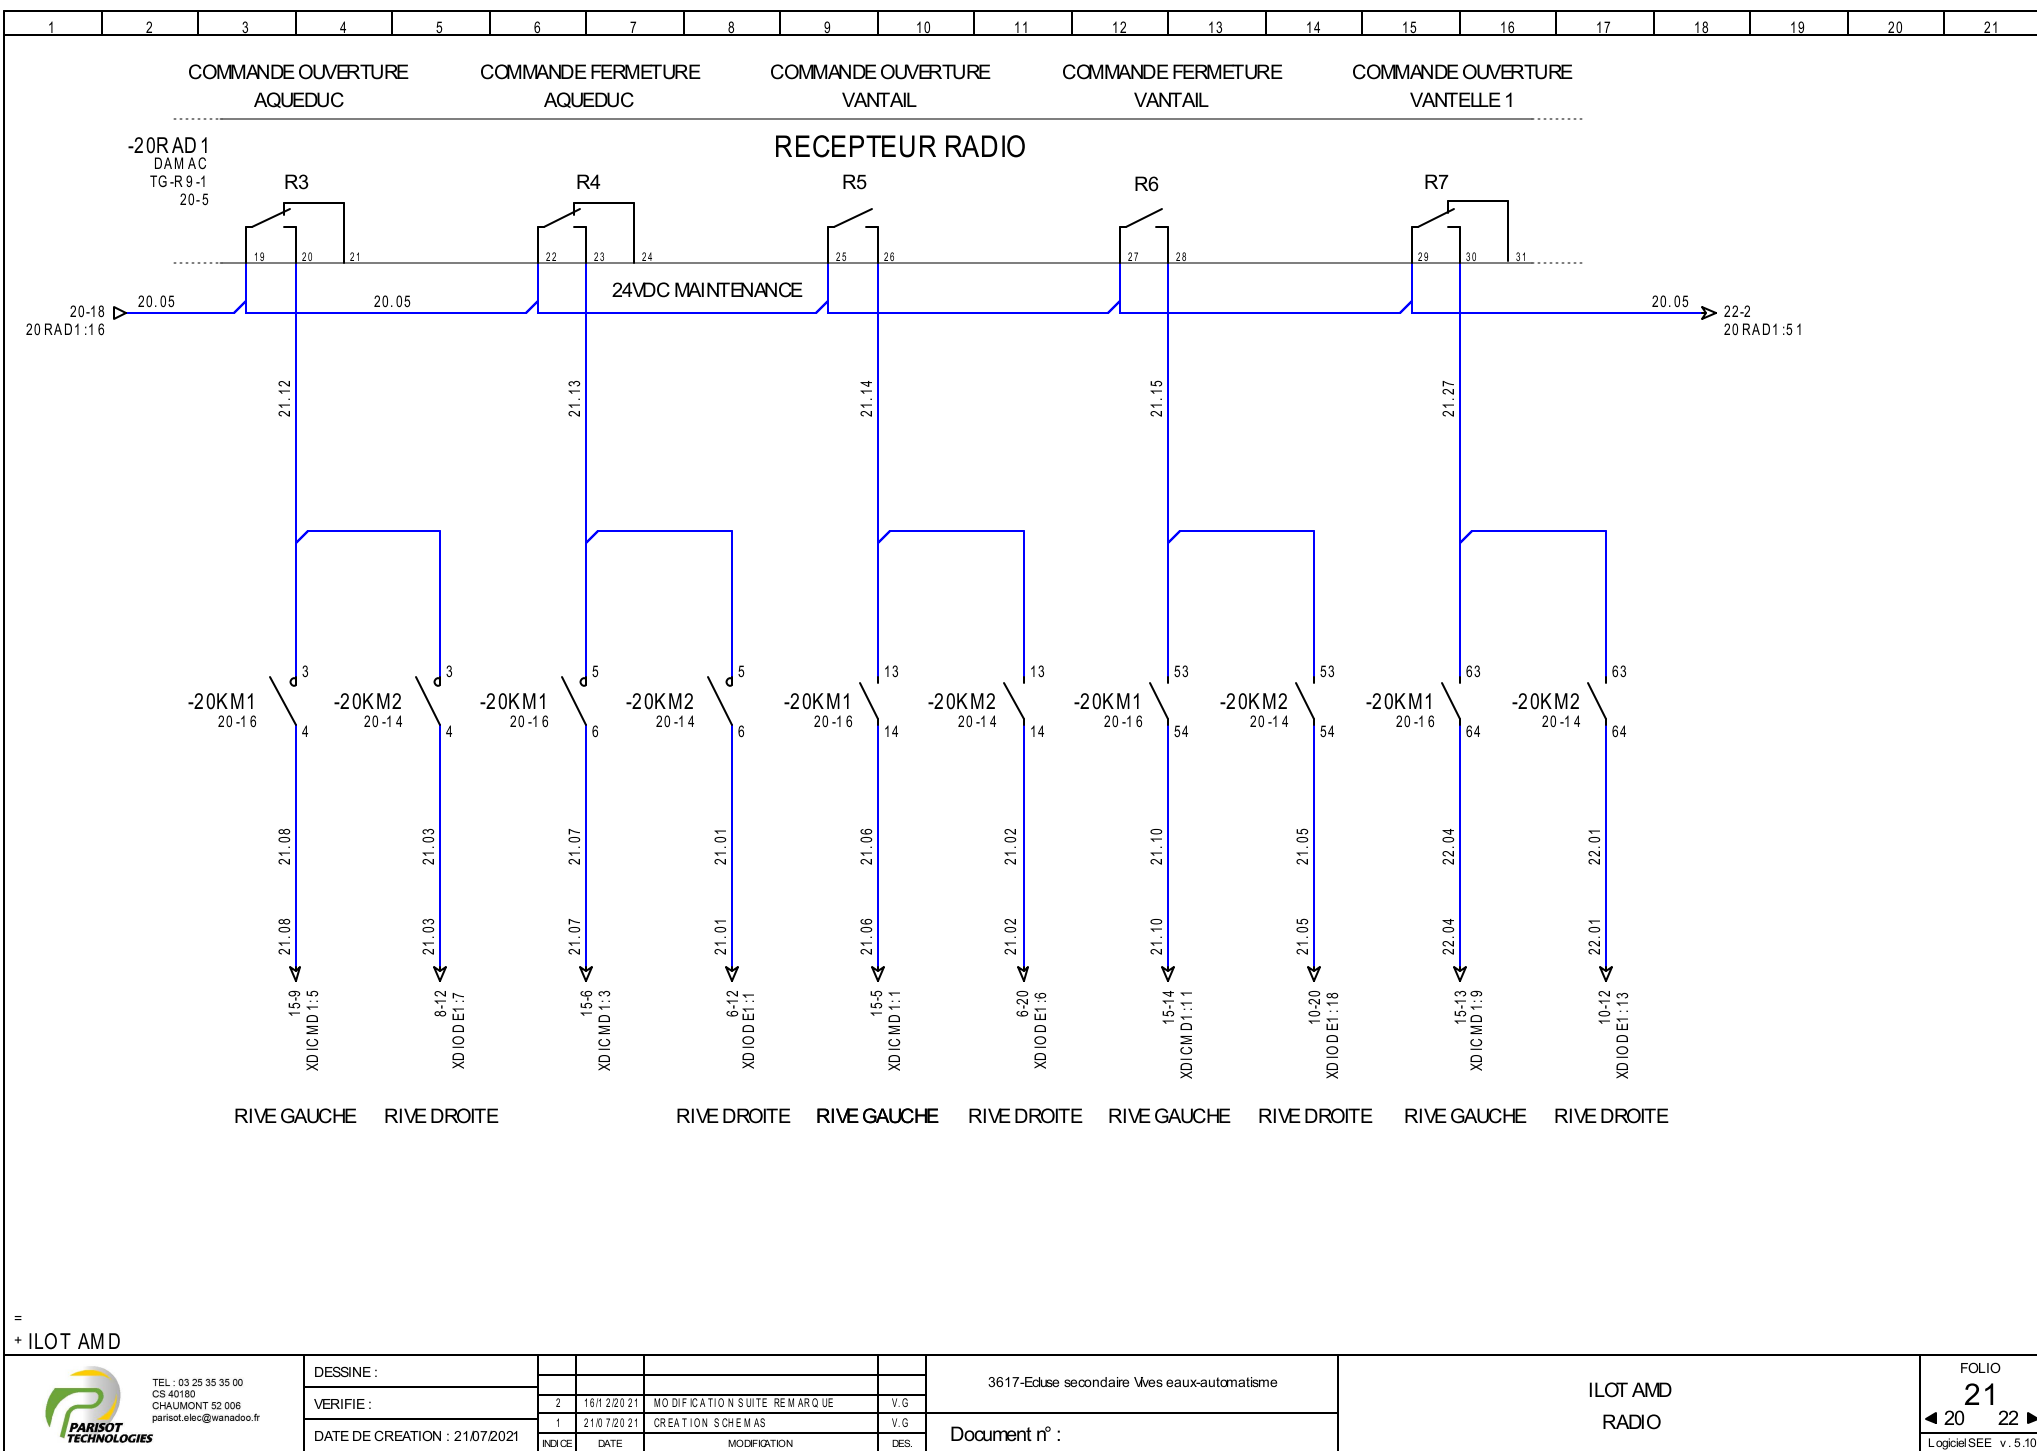 1 2 3 4 5 6 7 8 9 10 11 12 13 14 15 16 17 18 19 20 21
COMMANDE OUVERTURE COMMANDE FERMETURE COMMANDE OUVERTURE COMMANDE FERMETURE COMMANDE OUVERTURE
AQUEDUC AQUEDUC VANTAIL VANTAIL VANTELLE 1
-20RAD1 RECEPTEUR RADIO
DAMAC
TG-R9-1
20-5
R3 R4 R5 R6 R7
19 20 21 22 23 24 25 26 27 28 29 30 31
24VDC MAINTENANCE
20.05 20.05 20.05
20-18 22-2
20RAD1:16 20RAD1:51
21.12 21.13 21.14 21.15 21.27
3 3 5 5 13 13 53 53 63 63
-20KM1 -20KM2 -20KM1 -20KM2 -20KM1 -20KM2 -20KM1 -20KM2 -20KM1 -20KM2
20-16 20-14 20-16 20-14 20-16 20-14 20-16 20-14 20-16 20-14
4 4 6 6 14 14 54 54 64 64
21.08 21.03 21.07 21.01 21.06 21.02 21.10 21.05 22.04 22.01
21.08 21.03 21.07 21.01 21.06 21.02 21.10 21.05 22.04 22.01
15-9 8-12 15-6 6-12 15-5 6-20 15-14 10-20 15-13 10-12
XDICMD1:5 XDIODE1:7 XDICMD1:3 XDIODE1:1 XDICMD1:1 XDIODE1:6 XDICMD1:11 XDIODE1:18 XDICMD1:9 XDIODE1:13
RIVE GAUCHE RIVE DROITE RIVE DROITE RIVE GAUCHE RIVE DROITE RIVE GAUCHE RIVE DROITE RIVE GAUCHE RIVE DROITE
=
+ ILOT AMD
PARISOT
TECHNOLOGIES
TEL : 03 25 35 35 00
CS 40180
CHAUMONT 52 006
parisot.elec@wanadoo.fr
DESSINE :
VERIFIE :
DATE DE CREATION : 21/07/2021
2 16/12/2021 MODIFICATION SUITE REMARQUE V.G
1 21/07/2021 CREATION SCHEMAS V.G
INDICE DATE MODIFICATION DES.
3617-Ecluse secondaire Vives eaux-automatisme
Document n° :
ILOT AMD
RADIO
FOLIO
21
20 22
Logiciel SEE v.5.10